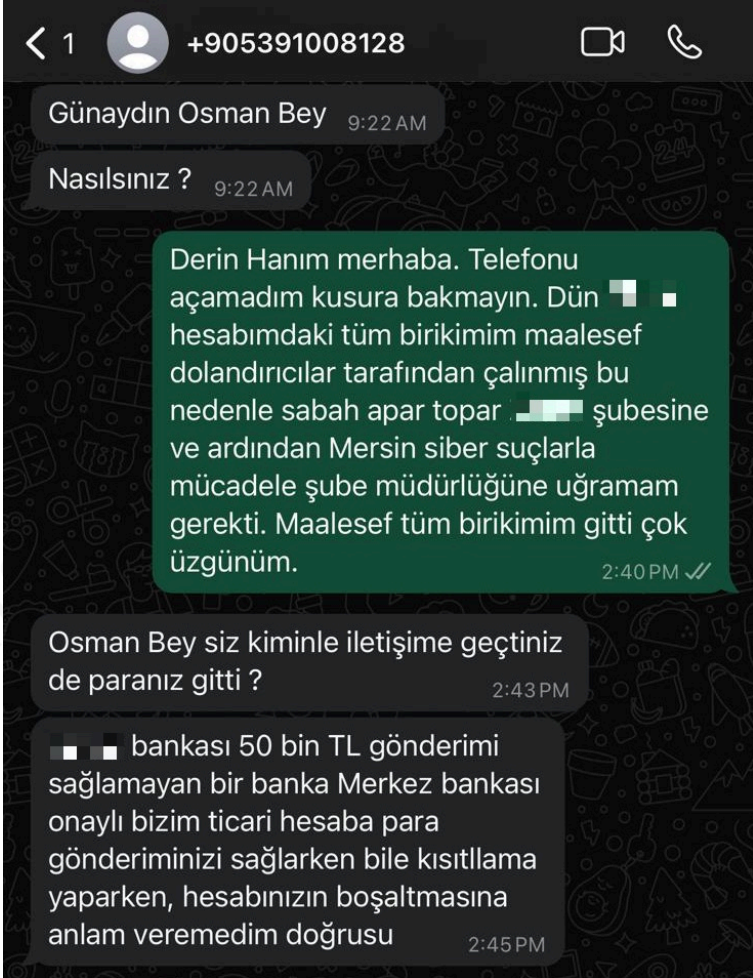 1
+905391008128
Günaydın Osman Bey
9:22 AM
Nasılsınız ?
9:22 AM
Derin Hanım merhaba. Telefonu
açamadım kusura bakmayın. Dün
hesabımdaki tüm birikimim maalesef
dolandırıcılar tarafından çalınmış bu
nedenle sabah apar topar şubesine
ve ardından Mersin siber suçlarla
mücadele şube müdürlüğüne uğramam
gerekti. Maalesef tüm birikimim gitti çok
üzgünüm.
2:40 PM
Osman Bey siz kiminle iletişime geçtiniz
de paranız gitti ?
2:43 PM
bankası 50 bin TL gönderimi
sağlamayan bir banka Merkez bankası
onaylı bizim ticari hesaba para
gönderiminizi sağlarken bile kısıtllama
yaparken, hesabınızın boşaltmasına
anlam veremedim doğrusu
2:45 PM